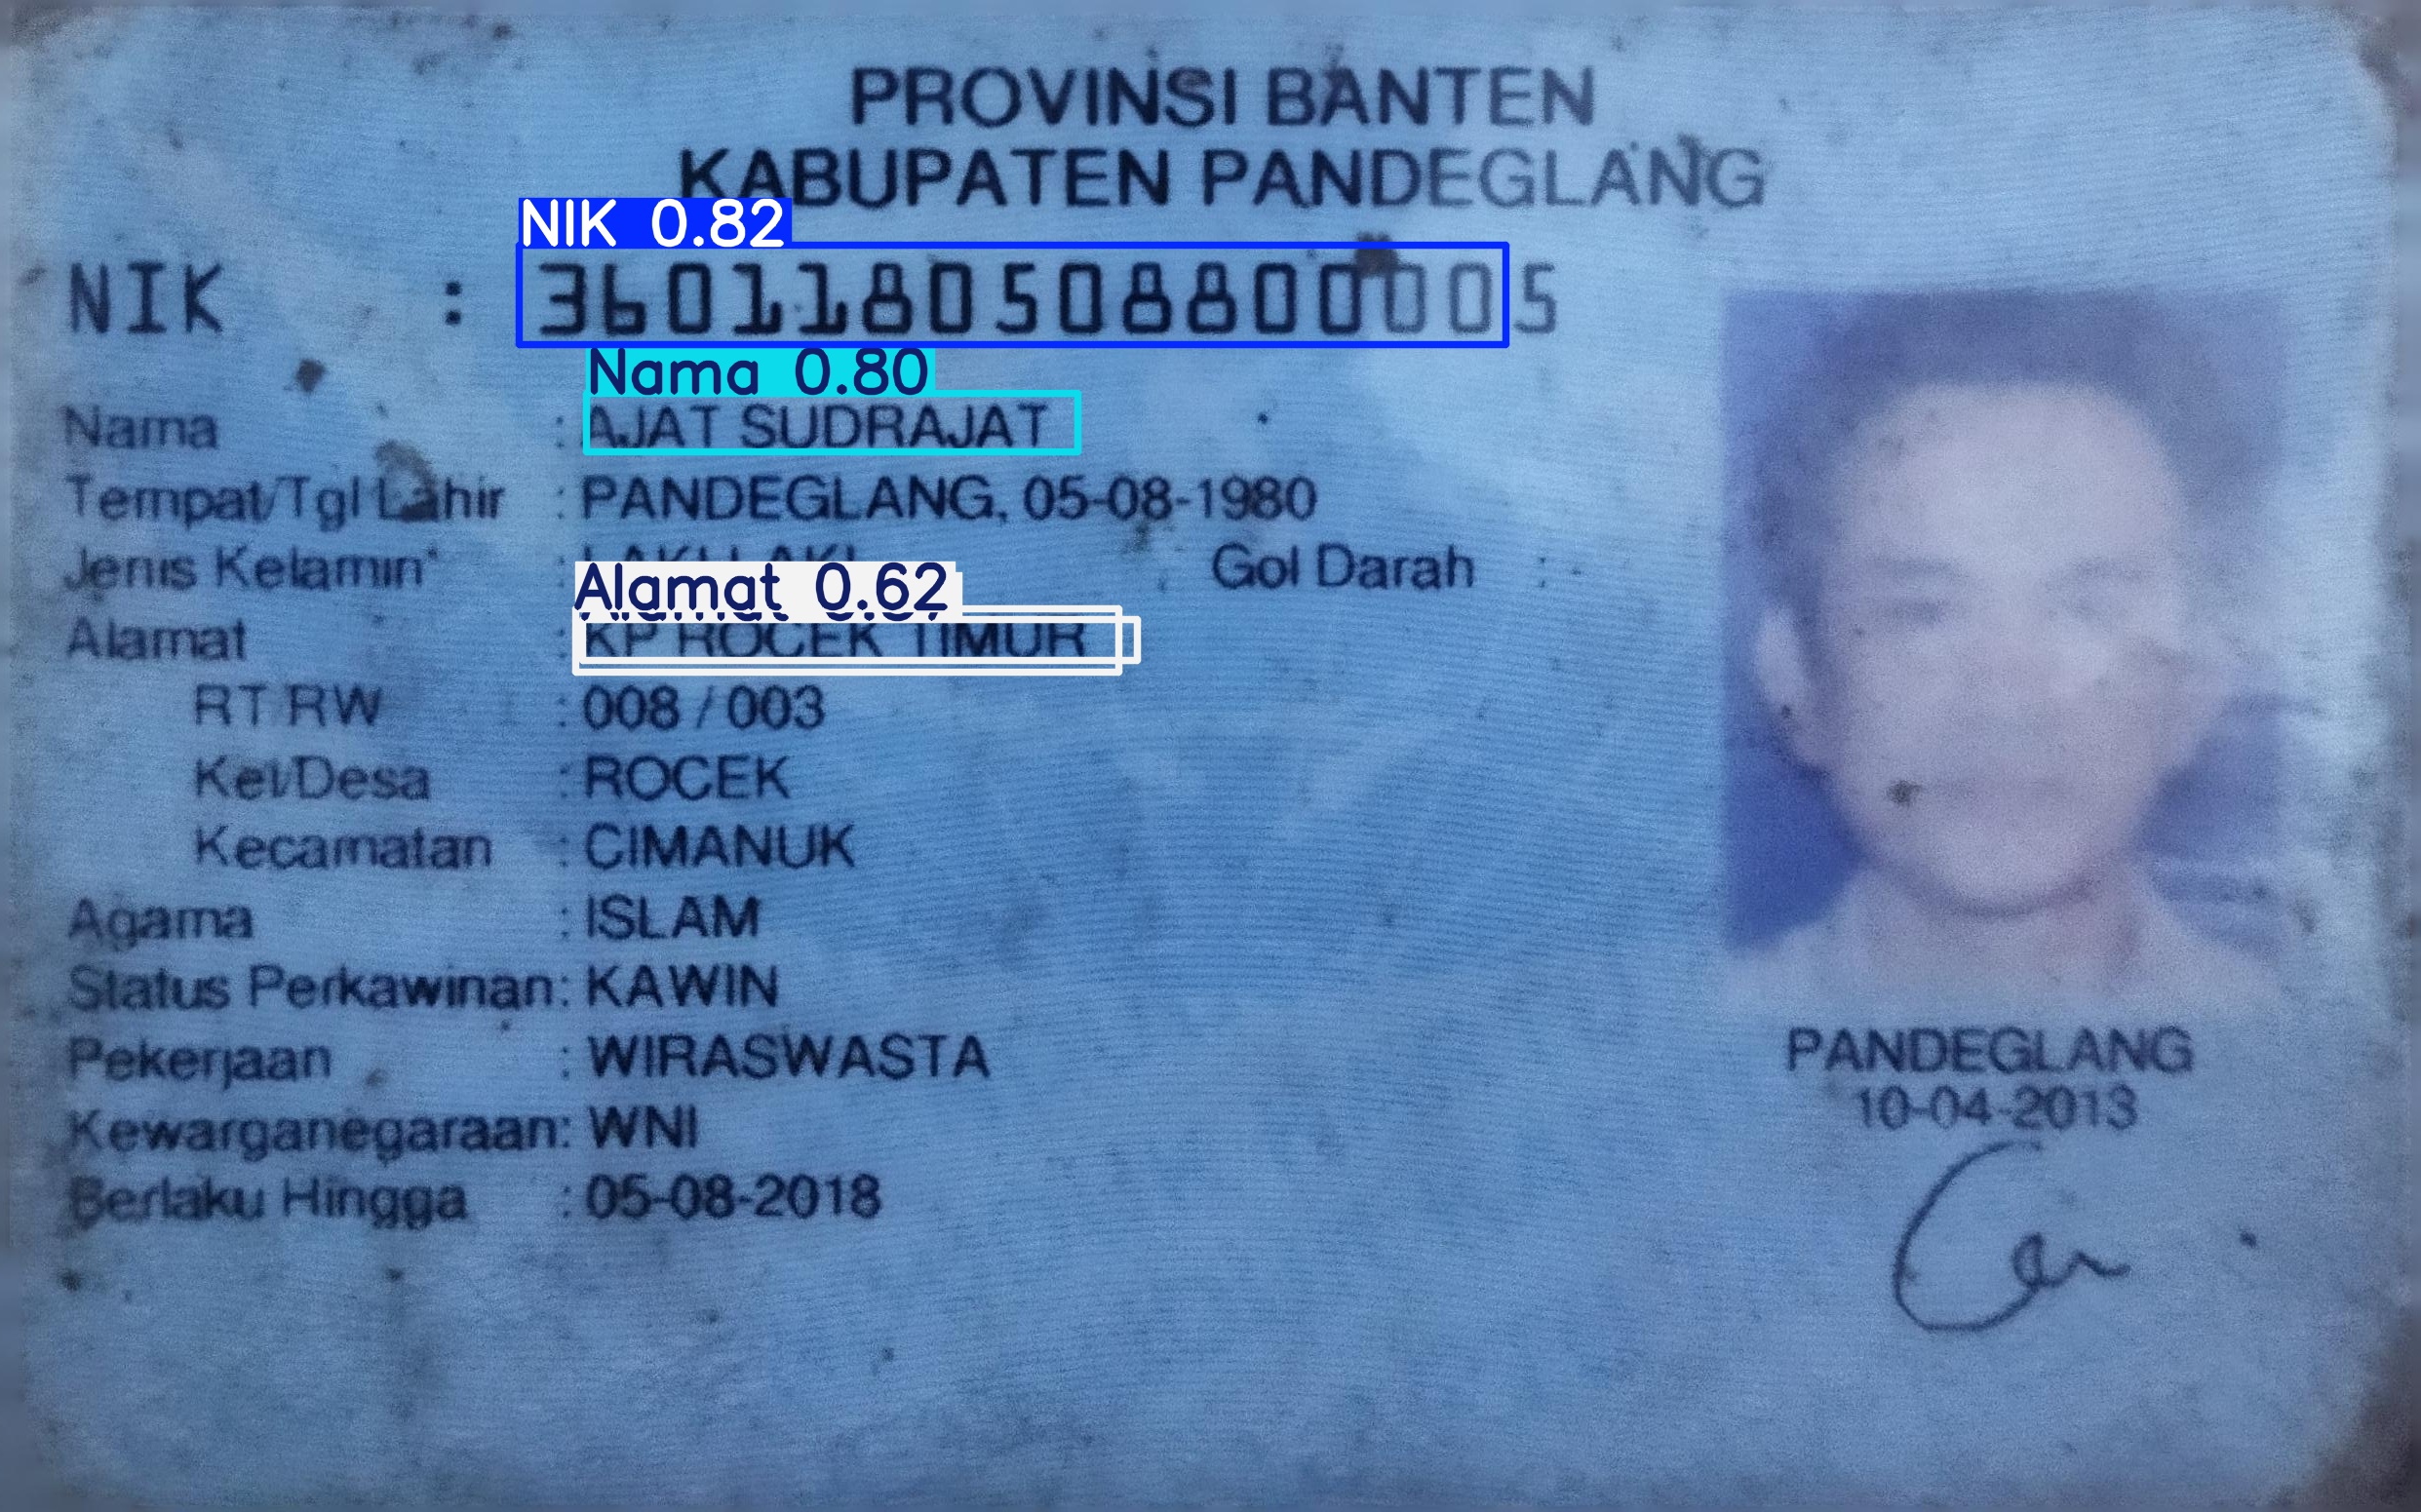 PROVINSI BANTEN
KABUPATEN PANDEGLANG
NIK 0.82
NIK : 3601180508800005
Nama 0.80
Nama : AJAT SUDRAJAT
Tempat/Tgl Lahir : PANDEGLANG, 05-08-1980
Jenis Kelamin : LAKI-LAKI Gol Darah : -
Alamat 0.62
Alamat : KP ROCEK TIMUR
RT/RW : 008 / 003
Kel/Desa : ROCEK
Kecamatan : CIMANUK
Agama : ISLAM
Status Perkawinan: KAWIN
Pekerjaan : WIRASWASTA
Kewarganegaraan: WNI
Berlaku Hingga : 05-08-2018
PANDEGLANG
10-04-2013